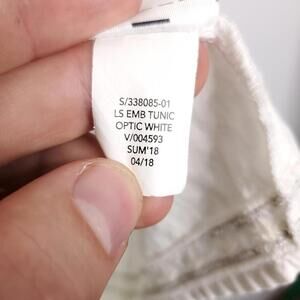 S/338085-01
LS EMB TUNIC
OPTIC WHITE
V/004593
SUM'18
04/18